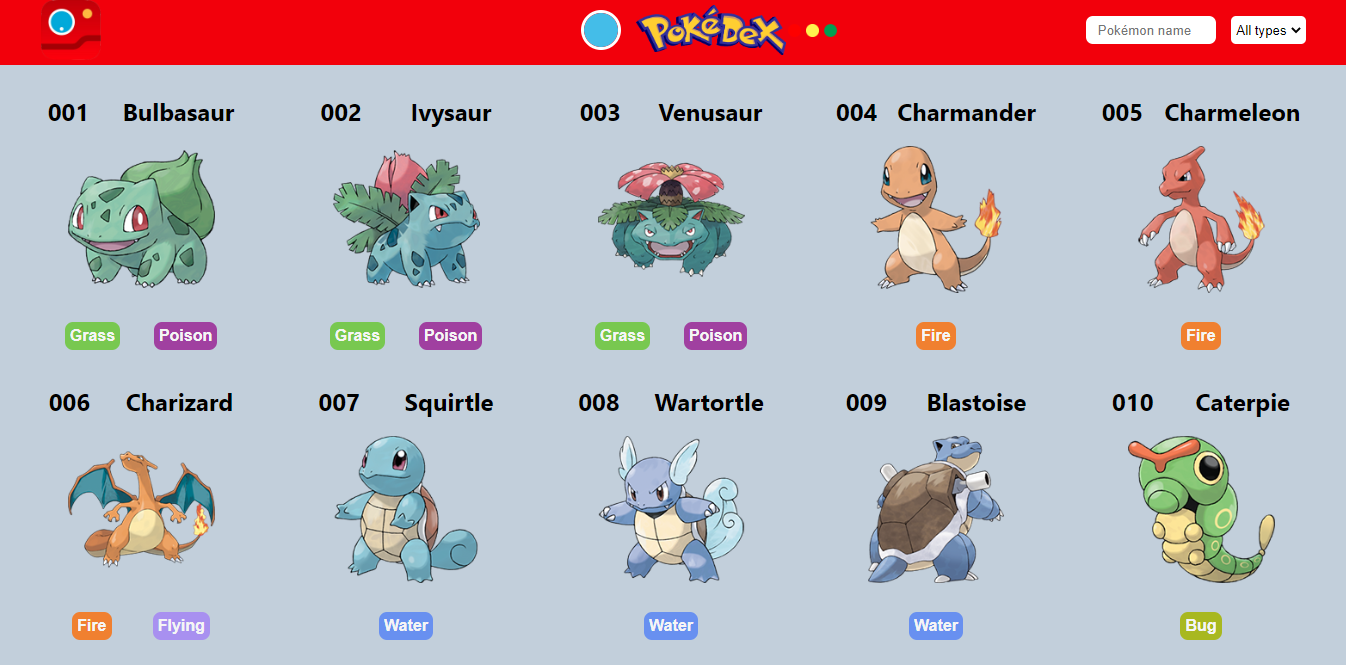 PokéDex Pokémon name All types
001 Bulbasaur 002 Ivysaur 003 Venusaur 004 Charmander 005 Charmeleon
Grass Poison Grass Poison Grass Poison Fire Fire
006 Charizard 007 Squirtle 008 Wartortle 009 Blastoise 010 Caterpie
Fire Flying Water Water Water Bug